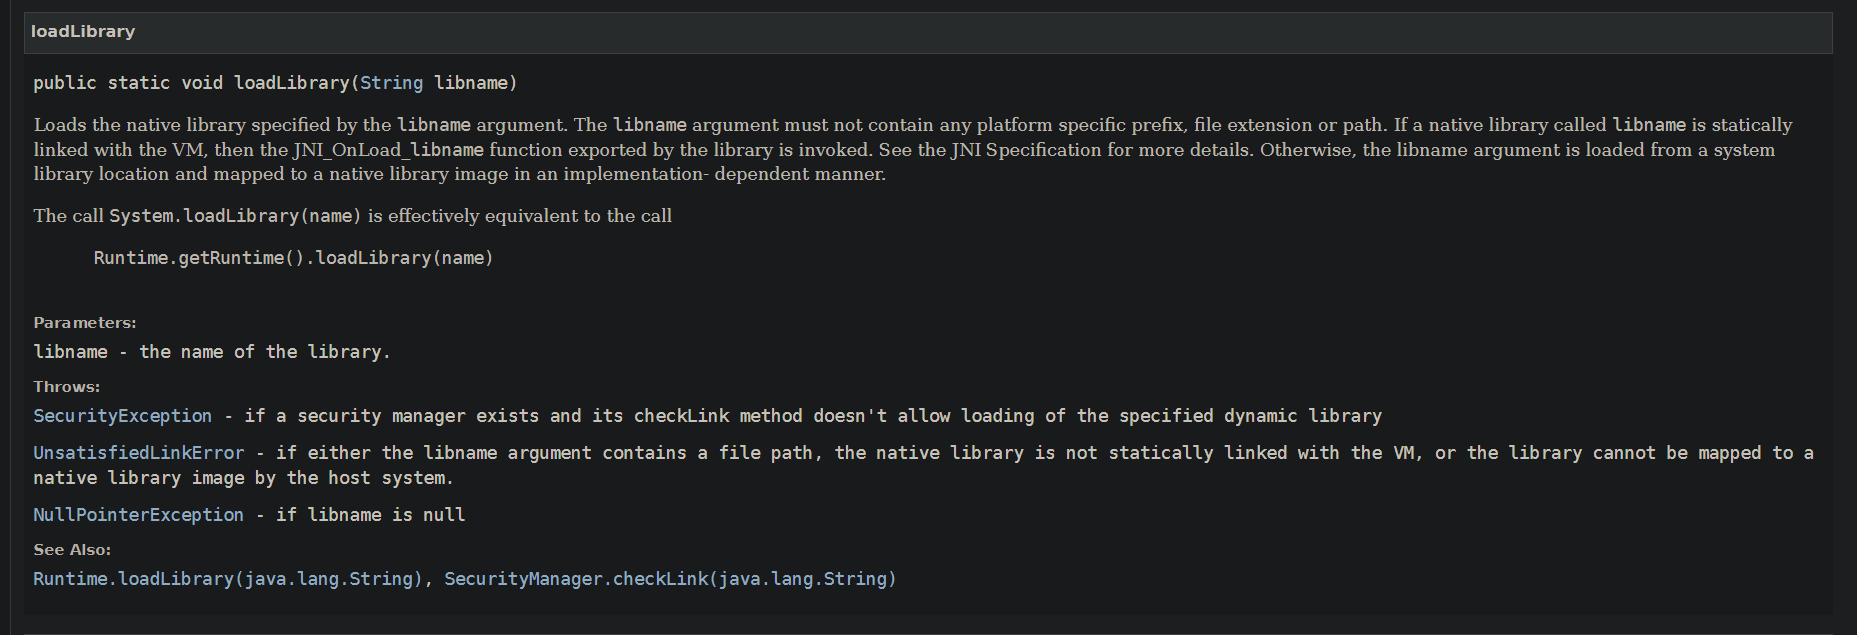 loadLibrary
public static void loadLibrary(String libname)
Loads the native library specified by the libname argument. The libname argument must not contain any platform specific prefix, file extension or path. If a native library called libname is statically
linked with the VM, then the JNI_OnLoad_libname function exported by the library is invoked. See the JNI Specification for more details. Otherwise, the libname argument is loaded from a system
library location and mapped to a native library image in an implementation- dependent manner.
The call System.loadLibrary(name) is effectively equivalent to the call
Runtime.getRuntime().loadLibrary(name)
Parameters:
libname - the name of the library.
Throws:
SecurityException - if a security manager exists and its checkLink method doesn't allow loading of the specified dynamic library
UnsatisfiedLinkError - if either the libname argument contains a file path, the native library is not statically linked with the VM, or the library cannot be mapped to a
native library image by the host system.
NullPointerException - if libname is null
See Also:
Runtime.loadLibrary(java.lang.String), SecurityManager.checkLink(java.lang.String)